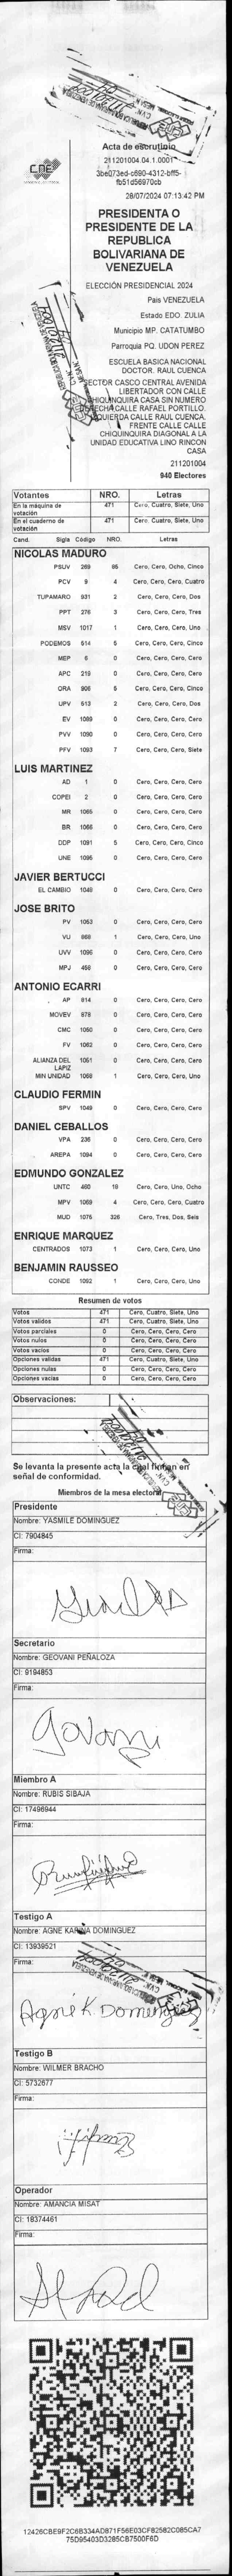 CNE
Acta de escrutinio
211201004.04.1.0001
3be073ed-c690-4312-bff5-
fb51d56970cb
28/07/2024 07:13:42 PM
PRESIDENTA O
PRESIDENTE DE LA
REPUBLICA
BOLIVARIANA DE
VENEZUELA
ELECCIÓN PRESIDENCIAL 2024
Pais VENEZUELA
Estado EDO. ZULIA
Municipio MP. CATATUMBO
Parroquia PQ. UDON PEREZ
ESCUELA BASICA NACIONAL
DOCTOR. RAUL CUENCA
SECTOR CASCO CENTRAL AVENIDA
LIBERTADOR CON CALLE
CHIQUINQUIRA CASA SIN NUMERO
DERECHA CALLE RAFAEL PORTILLO.
IZQUIERDA CALLE RAUL CUENCA.
FRENTE CALLE CALLE
CHIQUINQUIRA DIAGONAL A LA
UNIDAD EDUCATIVA LINO RINCON
CASA
211201004
940 Electores
Votantes NRO. Letras
En la máquina de votación 471 Cero, Cuatro, Siete, Uno
En el cuaderno de votación 471 Cero, Cuatro, Siete, Uno
Cand. Sigla Código NRO. Letras
NICOLAS MADURO
PSUV 269 85 Cero, Cero, Ocho, Cinco
PCV 9 4 Cero, Cero, Cero, Cuatro
TUPAMARO 931 2 Cero, Cero, Cero, Dos
PPT 276 3 Cero, Cero, Cero, Tres
MSV 1017 1 Cero, Cero, Cero, Uno
PODEMOS 514 5 Cero, Cero, Cero, Cinco
MEP 6 0 Cero, Cero, Cero, Cero
APC 219 0 Cero, Cero, Cero, Cero
ORA 906 5 Cero, Cero, Cero, Cinco
UPV 513 2 Cero, Cero, Cero, Dos
EV 1089 0 Cero, Cero, Cero, Cero
PVV 1090 0 Cero, Cero, Cero, Cero
PFV 1093 7 Cero, Cero, Cero, Siete
LUIS MARTINEZ
AD 1 0 Cero, Cero, Cero, Cero
COPEI 2 0 Cero, Cero, Cero, Cero
MR 1065 0 Cero, Cero, Cero, Cero
BR 1066 0 Cero, Cero, Cero, Cero
DDP 1091 5 Cero, Cero, Cero, Cinco
UNE 1095 0 Cero, Cero, Cero, Cero
JAVIER BERTUCCI
EL CAMBIO 1048 0 Cero, Cero, Cero, Cero
JOSE BRITO
PV 1053 0 Cero, Cero, Cero, Cero
VU 868 1 Cero, Cero, Cero, Uno
UVV 1096 0 Cero, Cero, Cero, Cero
MPJ 456 0 Cero, Cero, Cero, Cero
ANTONIO ECARRI
AP 814 0 Cero, Cero, Cero, Cero
MOVEV 878 0 Cero, Cero, Cero, Cero
CMC 1050 0 Cero, Cero, Cero, Cero
FV 1062 0 Cero, Cero, Cero, Cero
ALIANZA DEL LAPIZ 1051 0 Cero, Cero, Cero, Cero
MIN UNIDAD 1068 1 Cero, Cero, Cero, Uno
CLAUDIO FERMIN
SPV 1049 0 Cero, Cero, Cero, Cero
DANIEL CEBALLOS
VPA 236 0 Cero, Cero, Cero, Cero
AREPA 1094 0 Cero, Cero, Cero, Cero
EDMUNDO GONZALEZ
UNTC 460 18 Cero, Cero, Uno, Ocho
MPV 1069 4 Cero, Cero, Cero, Cuatro
MUD 1075 326 Cero, Tres, Dos, Seis
ENRIQUE MARQUEZ
CENTRADOS 1073 1 Cero, Cero, Cero, Uno
BENJAMIN RAUSSEO
CONDE 1092 1 Cero, Cero, Cero, Uno
Resumen de votos
Votos 471 Cero, Cuatro, Siete, Uno
Votos validos 471 Cero, Cuatro, Siete, Uno
Votos parciales 0 Cero, Cero, Cero, Cero
Votos nulos 0 Cero, Cero, Cero, Cero
Votos vacios 0 Cero, Cero, Cero, Cero
Opciones validas 471 Cero, Cuatro, Siete, Uno
Opciones nulas 0 Cero, Cero, Cero, Cero
Opciones vacias 0 Cero, Cero, Cero, Cero
Observaciones:
Se levanta la presente acta la cual firman en
señal de conformidad.
Miembros de la mesa electoral
Presidente
Nombre: YASMILE DOMINGUEZ
CI: 7904845
Firma:
Secretario
Nombre: GEOVANI PEÑALOZA
CI: 9194853
Firma:
Miembro A
Nombre: RUBIS SIBAJA
CI: 17496944
Firma:
Testigo A
Nombre: AGNE KARINA DOMINGUEZ
CI: 13939521
Firma:
Agne K. Dominguez
Testigo B
Nombre: WILMER BRACHO
CI: 5732677
Firma:
Operador
Nombre: AMANCIA MISAT
CI: 18374461
Firma:
12426CBE9F2C6B334AD871F56E03CF82582C085CA7
75D95403D3285CB7500F6D